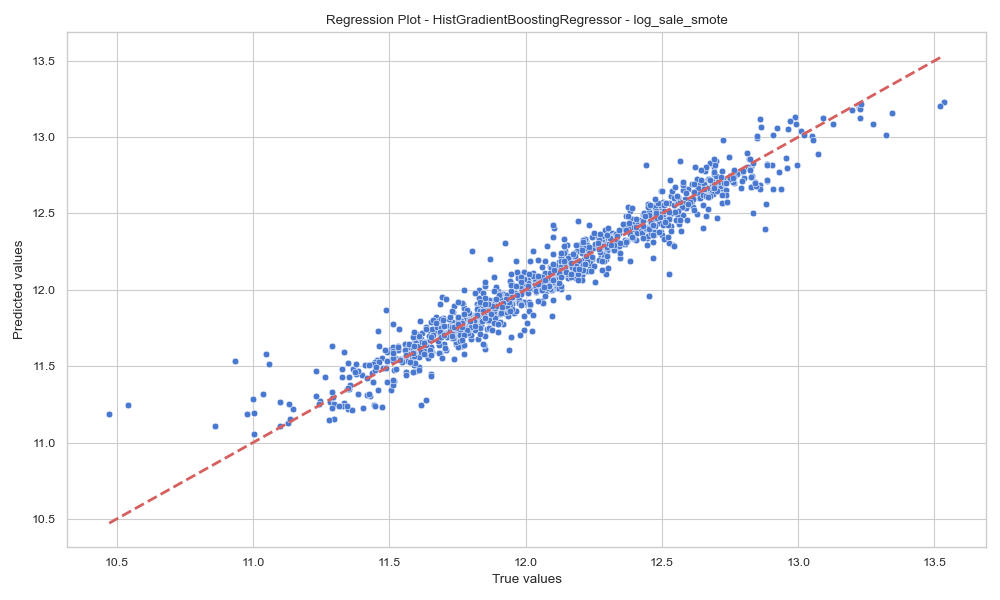 Regression Plot - HistGradientBoostingRegressor - log_sale_smote
Predicted values
13.5
13.0
12.5
12.0
11.5
11.0
10.5
10.5 11.0 11.5 12.0 12.5 13.0 13.5
True values